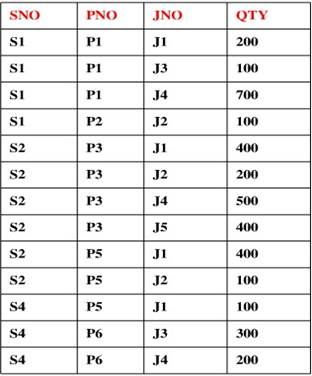 SNO PNO JNO QTY
S1 P1 J1 200
S1 P1 J3 100
S1 P1 J4 700
S1 P2 J2 100
S2 P3 J1 400
S2 P3 J2 200
S2 P3 J4 500
S2 P3 J5 400
S2 P5 J1 400
S2 P5 J2 100
S4 P5 J1 100
S4 P6 J3 300
S4 P6 J4 200